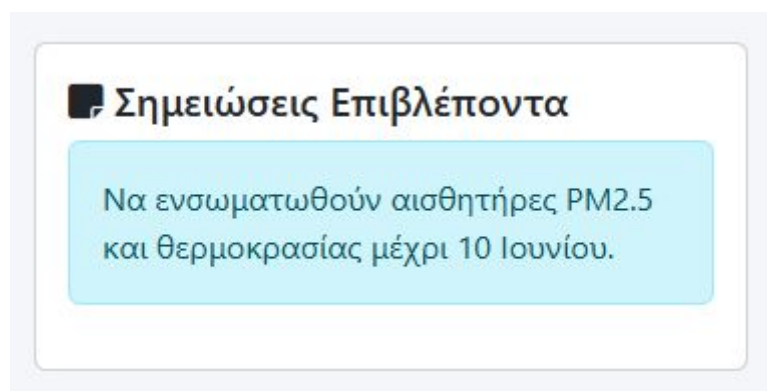 Σημειώσεις Επιβλέποντα
Να ενσωματωθούν αισθητήρες PM2.5
και θερμοκρασίας μέχρι 10 Ιουνίου.